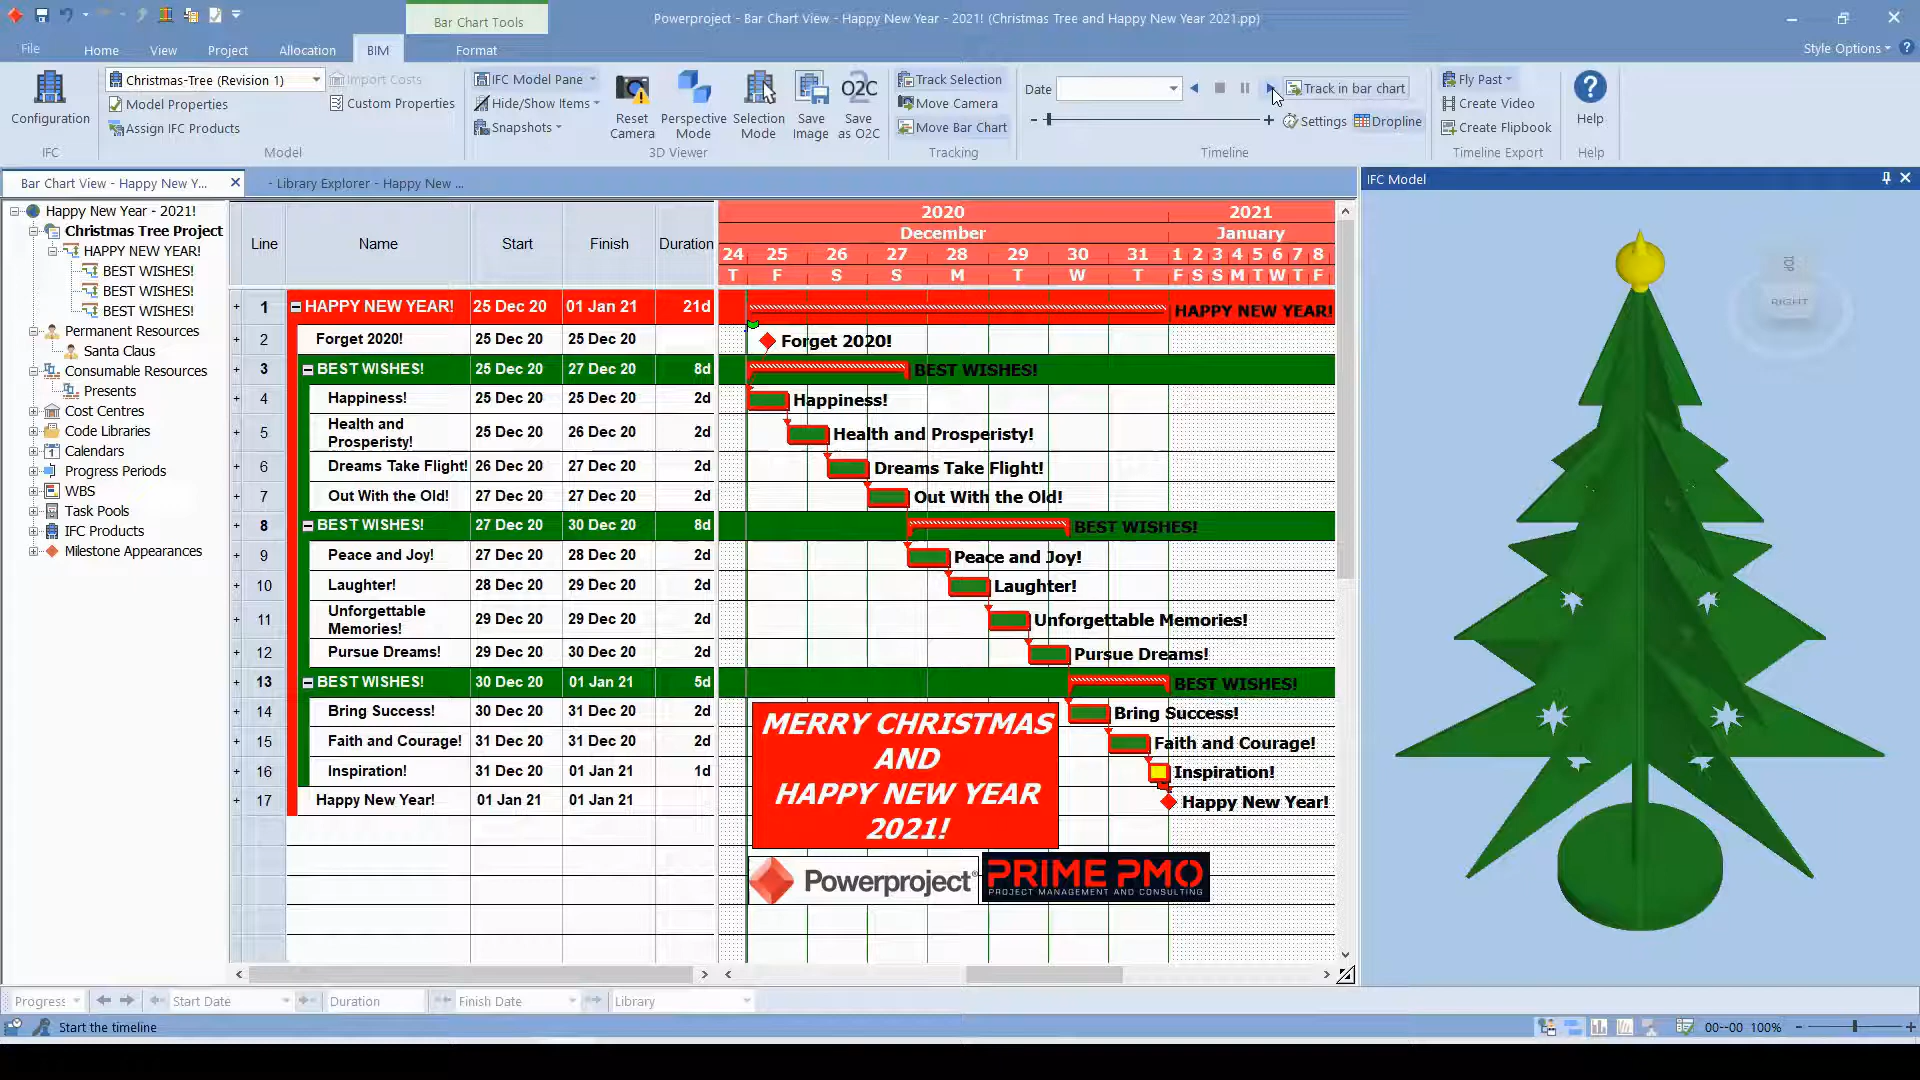 Bar Chart Tools
Powerproject - Bar Chart View - Happy New Year - 2021! (Christmas Tree and Happy New Year 2021.pp)
File Home View Project Allocation BIM Format
Style Options
Configuration
IFC
Christmas-Tree (Revision 1)
Model Properties
Assign IFC Products
Import Costs
Custom Properties
Model
IFC Model Pane
Hide/Show Items
Snapshots
Reset Camera
Perspective Mode
Selection Mode
Save Image
O2C
Save as O2C
3D Viewer
Track Selection
Move Camera
Move Bar Chart
Tracking
Date
Track in bar chart
Settings
Dropline
Timeline
Fly Past
Create Video
Create Flipbook
Timeline Export
Help
Help
Bar Chart View - Happy New Y...
- Library Explorer - Happy New ...
IFC Model
Happy New Year - 2021!
Christmas Tree Project
HAPPY NEW YEAR!
BEST WISHES!
BEST WISHES!
BEST WISHES!
Permanent Resources
Santa Claus
Consumable Resources
Presents
Cost Centres
Code Libraries
Calendars
Progress Periods
WBS
Task Pools
IFC Products
Milestone Appearances
Line Name Start Finish Duration
2020 2021
December January
24 25 26 27 28 29 30 31 1 2 3 4 5 6 7 8
T F S S M T W T F S S M T W T F
1 HAPPY NEW YEAR! 25 Dec 20 01 Jan 21 21d HAPPY NEW YEAR!
2 Forget 2020! 25 Dec 20 25 Dec 20 Forget 2020!
3 BEST WISHES! 25 Dec 20 27 Dec 20 8d BEST WISHES!
4 Happiness! 25 Dec 20 25 Dec 20 2d Happiness!
5 Health and Prosperisty! 25 Dec 20 26 Dec 20 2d Health and Prosperisty!
6 Dreams Take Flight! 26 Dec 20 27 Dec 20 2d Dreams Take Flight!
7 Out With the Old! 27 Dec 20 27 Dec 20 2d Out With the Old!
8 BEST WISHES! 27 Dec 20 30 Dec 20 8d BEST WISHES!
9 Peace and Joy! 27 Dec 20 28 Dec 20 2d Peace and Joy!
10 Laughter! 28 Dec 20 29 Dec 20 2d Laughter!
11 Unforgettable Memories! 29 Dec 20 29 Dec 20 2d Unforgettable Memories!
12 Pursue Dreams! 29 Dec 20 30 Dec 20 2d Pursue Dreams!
13 BEST WISHES! 30 Dec 20 01 Jan 21 5d BEST WISHES!
14 Bring Success! 30 Dec 20 31 Dec 20 2d Bring Success!
15 Faith and Courage! 31 Dec 20 31 Dec 20 2d Faith and Courage!
16 Inspiration! 31 Dec 20 01 Jan 21 1d Inspiration!
17 Happy New Year! 01 Jan 21 01 Jan 21 Happy New Year!
MERRY CHRISTMAS
AND
HAPPY NEW YEAR
2021!
Powerproject®
PRIME PMO
PROJECT MANAGEMENT AND CONSULTING
TOP
RIGHT
Progress Start Date Duration Finish Date Library
Start the timeline
00--00 100%